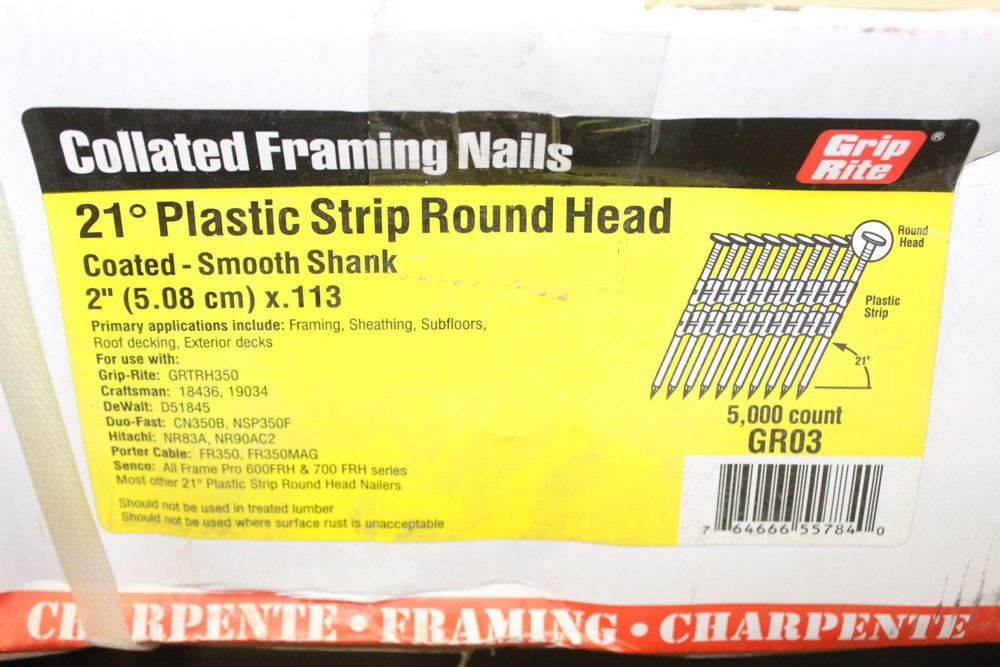 Collated Framing Nails
Grip Rite ®
21° Plastic Strip Round Head
Coated - Smooth Shank
2" (5.08 cm) x .113
Primary applications include: Framing, Sheathing, Subfloors,
Roof decking, Exterior decks
For use with:
Grip-Rite: GRTRH350
Craftsman: 18436, 19034
DeWalt: D51845
Duo-Fast: CN350B, NSP350F
Hitachi: NR83A, NR90AC2
Porter Cable: FR350, FR350MAG
Senco: All Frame Pro 600FRH & 700 FRH series
Most other 21° Plastic Strip Round Head Nailers
Should not be used in treated lumber
Should not be used where surface rust is unacceptable
Round
Head
Plastic
Strip
21°
5,000 count
GR03
7 64666 55784 0
CH RPENTE • FRAMING • CHARPENTE